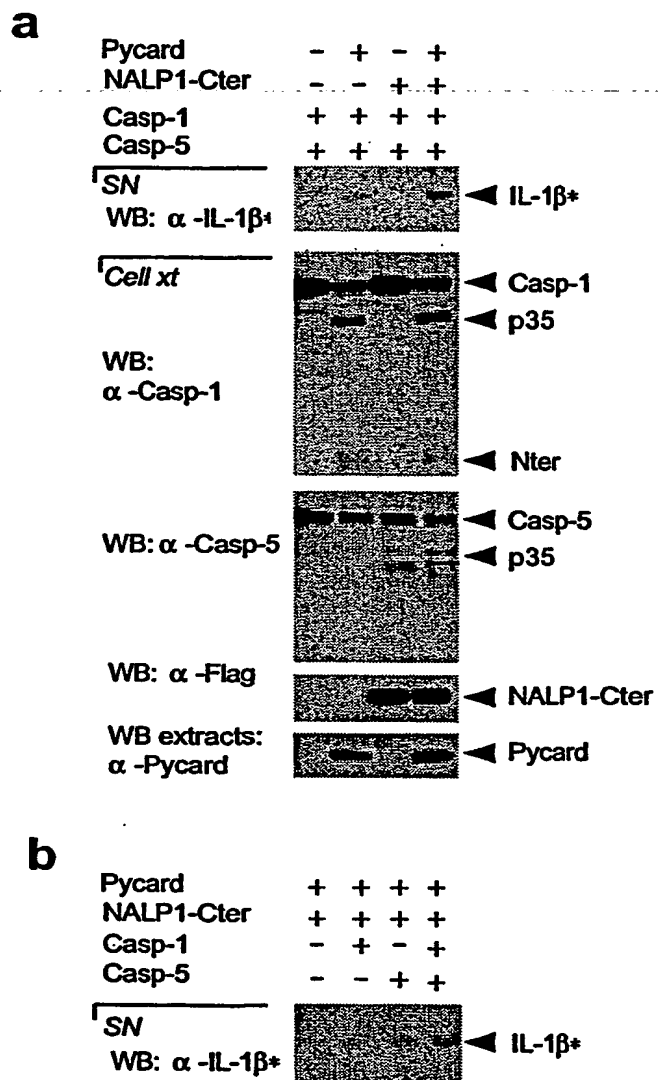 a
Pycard - + - +
NALP1-Cter - - + +
Casp-1 + + + +
Casp-5 + + + +
SN
WB: α -IL-1β* IL-1β*
Cell xt Casp-1
p35
WB:
α -Casp-1
Nter
Casp-5
WB: α -Casp-5
p35
WB: α -Flag
NALP1-Cter
WB extracts:
α -Pycard
Pycard
b
Pycard + + + +
NALP1-Cter + + + +
Casp-1 - + - +
Casp-5 - - + +
SN
IL-1β*
WB: α -IL-1β*